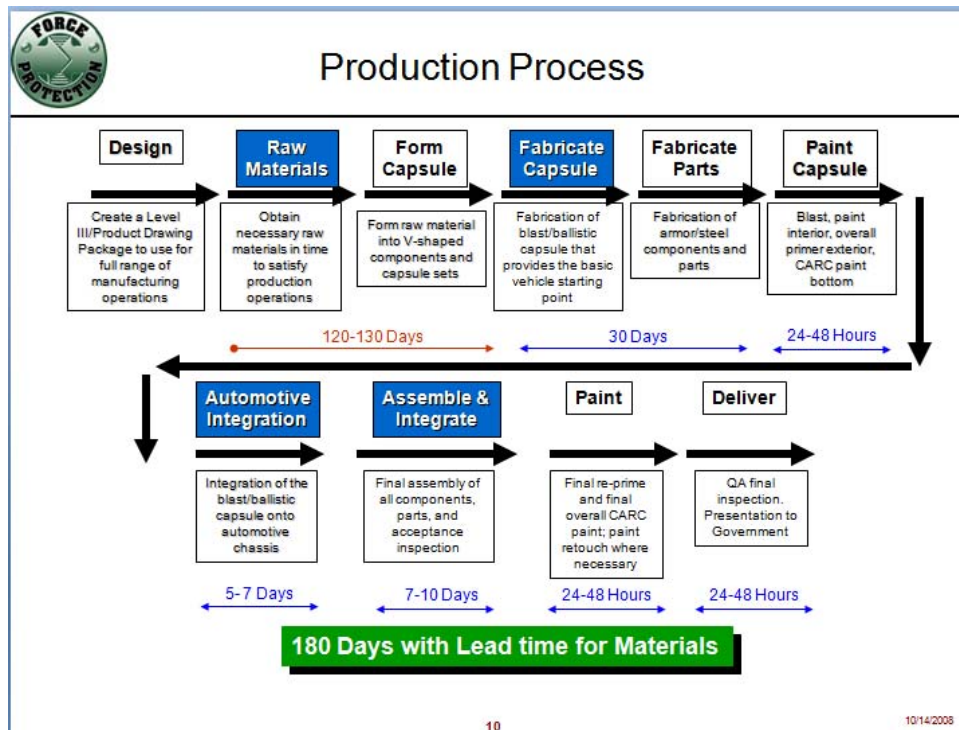 FORCE
PROTECTION
Production Process
Design
Raw
Materials
Form
Capsule
Fabricate
Capsule
Fabricate
Parts
Paint
Capsule
Create a Level
III/Product Drawing
Package to use for
full range of
manufacturing
operations
Obtain
necessary raw
materials in time
to satisfy
production
operations
Form raw material
into V-shaped
components and
capsule sets
Fabrication of
blast/ballistic
capsule that
provides the basic
vehicle starting
point
Fabrication of
armor/steel
components and
parts
Blast, paint
interior, overall
primer exterior,
CARC paint
bottom
120-130 Days
30 Days
24-48 Hours
Automotive
Integration
Assemble &
Integrate
Paint
Deliver
Integration of the
blast/ballistic
capsule onto
automotive
chassis
Final assembly of
all components,
parts, and
acceptance
inspection
Final re-prime
and final
overall CARC
paint; paint
retouch where
necessary
QA final
inspection.
Presentation to
Government
5-7 Days
7-10 Days
24-48 Hours
24-48 Hours
180 Days with Lead time for Materials
10
10/14/2008